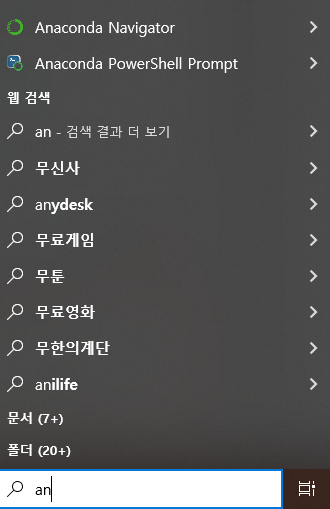 Anaconda Navigator
Anaconda PowerShell Prompt
웹 검색
an - 검색 결과 더 보기
무신사
anydesk
무료게임
무툰
무료영화
무한의계단
anilife
문서 (7+)
폴더 (20+)
an